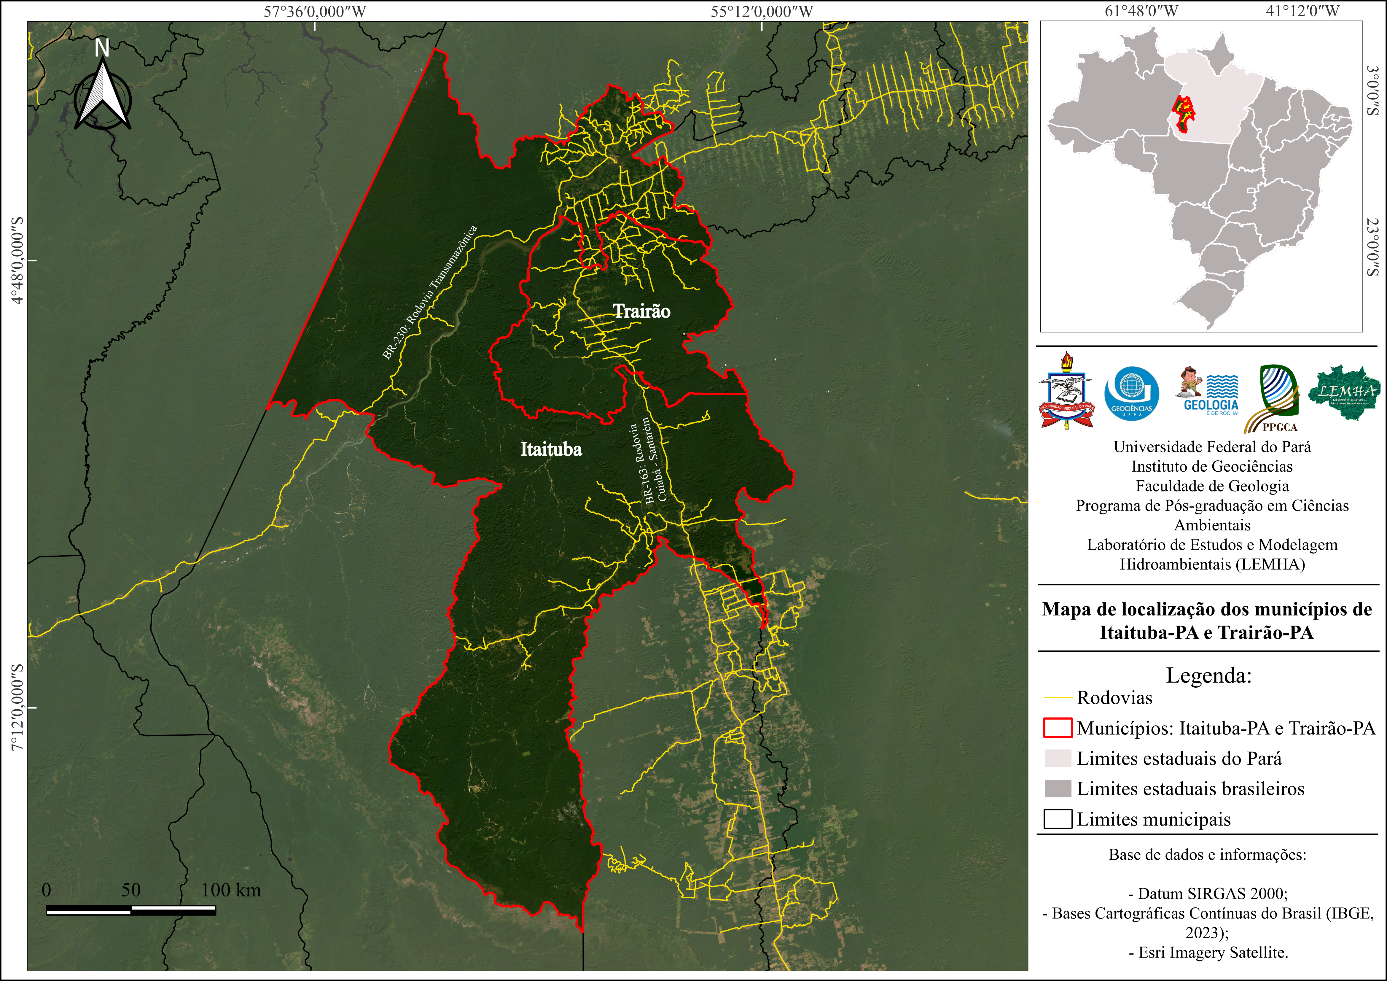 57°36'0,000"W
55°12'0,000"W
61°48'0"W
41°12'0"W
N
3°0'0"S
23°0'0"S
4°48'0,000"S
7°12'0,000"S
BR-230: Rodovia Transamazônica
Trairão
Itaituba
BR-163: Rodovia
Cuiabá - Santarém
0 50 100 km
GEOCIÊNCIAS
UFPA
GEOLOGIA
É DE ROCHA!
PPGCA
LEMHA
Universidade Federal do Pará
Instituto de Geociências
Faculdade de Geologia
Programa de Pós-graduação em Ciências
Ambientais
Laboratório de Estudos e Modelagem
Hidroambientais (LEMHA)
Mapa de localização dos municípios de
Itaituba-PA e Trairão-PA
Legenda:
Rodovias
Municípios: Itaituba-PA e Trairão-PA
Limites estaduais do Pará
Limites estaduais brasileiros
Limites municipais
Base de dados e informações:
- Datum SIRGAS 2000;
- Bases Cartográficas Contínuas do Brasil (IBGE,
2023);
- Esri Imagery Satellite.